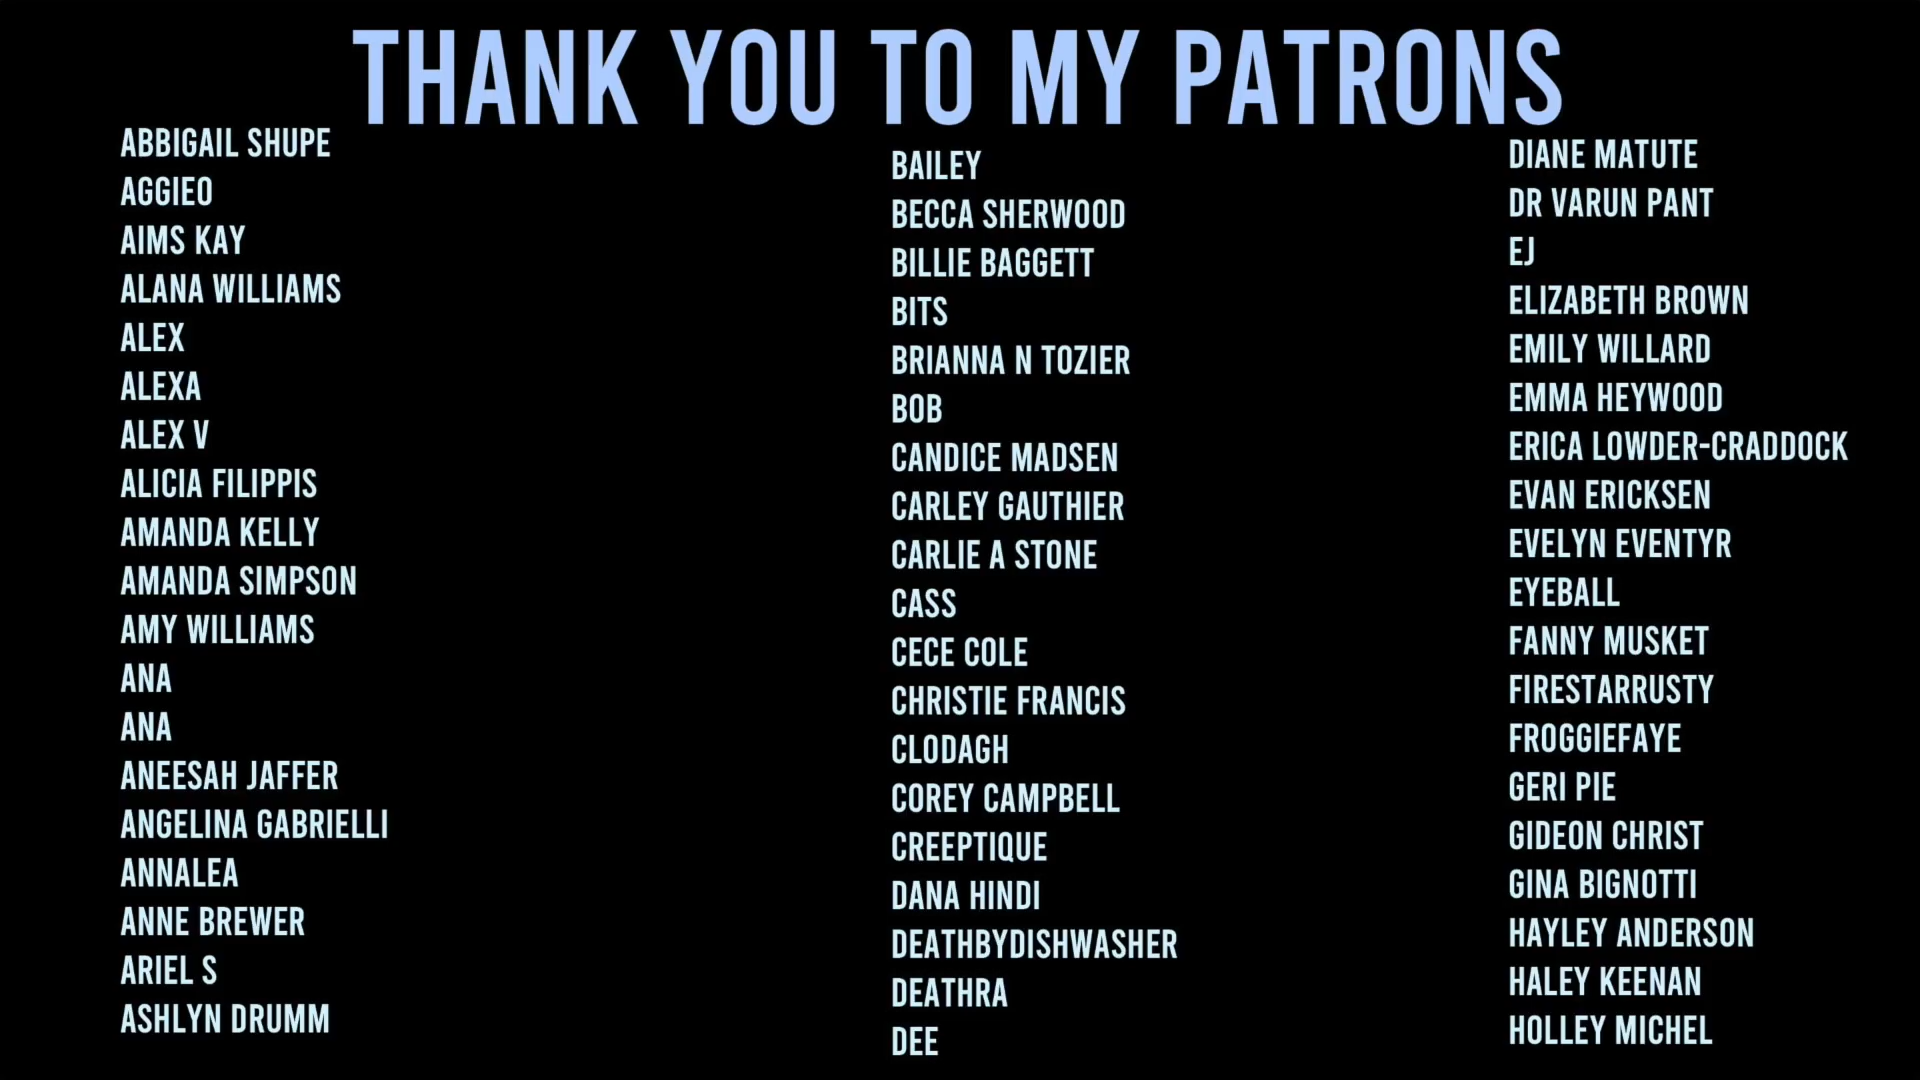 THANK YOU TO MY PATRONS
ABBIGAIL SHUPE
AGGIEO
AIMS KAY
ALANA WILLIAMS
ALEX
ALEXA
ALEX V
ALICIA FILIPPIS
AMANDA KELLY
AMANDA SIMPSON
AMY WILLIAMS
ANA
ANA
ANEESAH JAFFER
ANGELINA GABRIELLI
ANNALEA
ANNE BREWER
ARIEL S
ASHLYN DRUMM
BAILEY
BECCA SHERWOOD
BILLIE BAGGETT
BITS
BRIANNA N TOZIER
BOB
CANDICE MADSEN
CARLEY GAUTHIER
CARLIE A STONE
CASS
CECE COLE
CHRISTIE FRANCIS
CLODAGH
COREY CAMPBELL
CREEPTIQUE
DANA HINDI
DEATHBYDISHWASHER
DEATHRA
DEE
DIANE MATUTE
DR VARUN PANT
EJ
ELIZABETH BROWN
EMILY WILLARD
EMMA HEYWOOD
ERICA LOWDER-CRADDOCK
EVAN ERICKSEN
EVELYN EVENTYR
EYEBALL
FANNY MUSKET
FIRESTARRUSTY
FROGGIEFAYE
GERI PIE
GIDEON CHRIST
GINA BIGNOTTI
HAYLEY ANDERSON
HALEY KEENAN
HOLLEY MICHEL